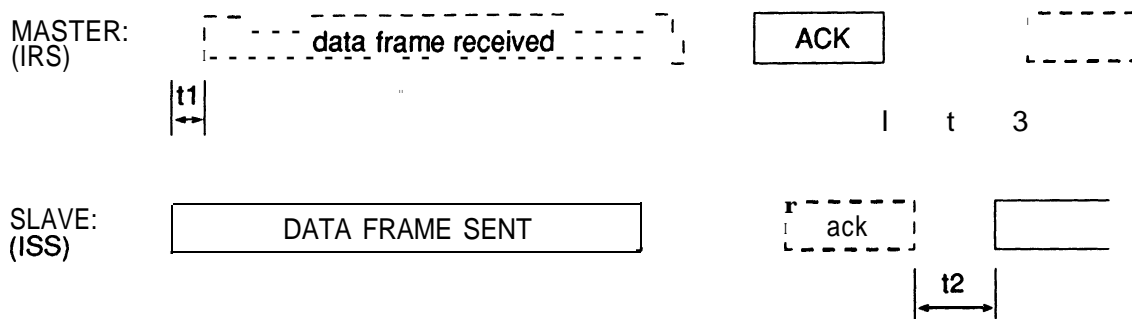 MASTER:
(IRS)
data frame received
ACK
t1
I t 3
SLAVE:
(ISS)
DATA FRAME SENT
ack
t2